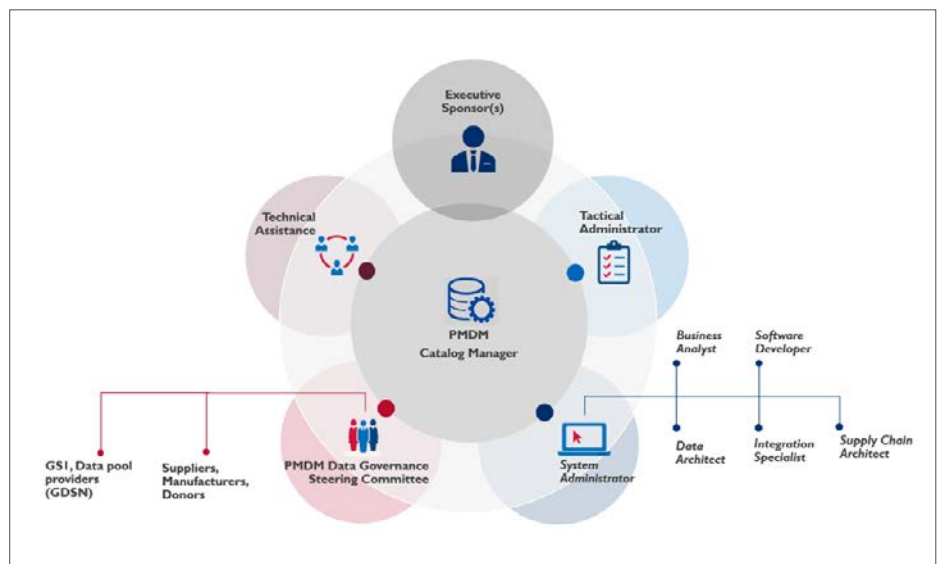 Executive
Sponsor(s)
Technical
Assistance
Tactical
Administrator
PMDM
Catalog Manager
Business
Analyst
Software
Developer
GS1, Data pool
providers
(GDSN)
Suppliers,
Manufacturers,
Donors
PMDM Data Governance
Steering Committee
System
Administrator
Data
Architect
Integration
Specialist
Supply Chain
Architect